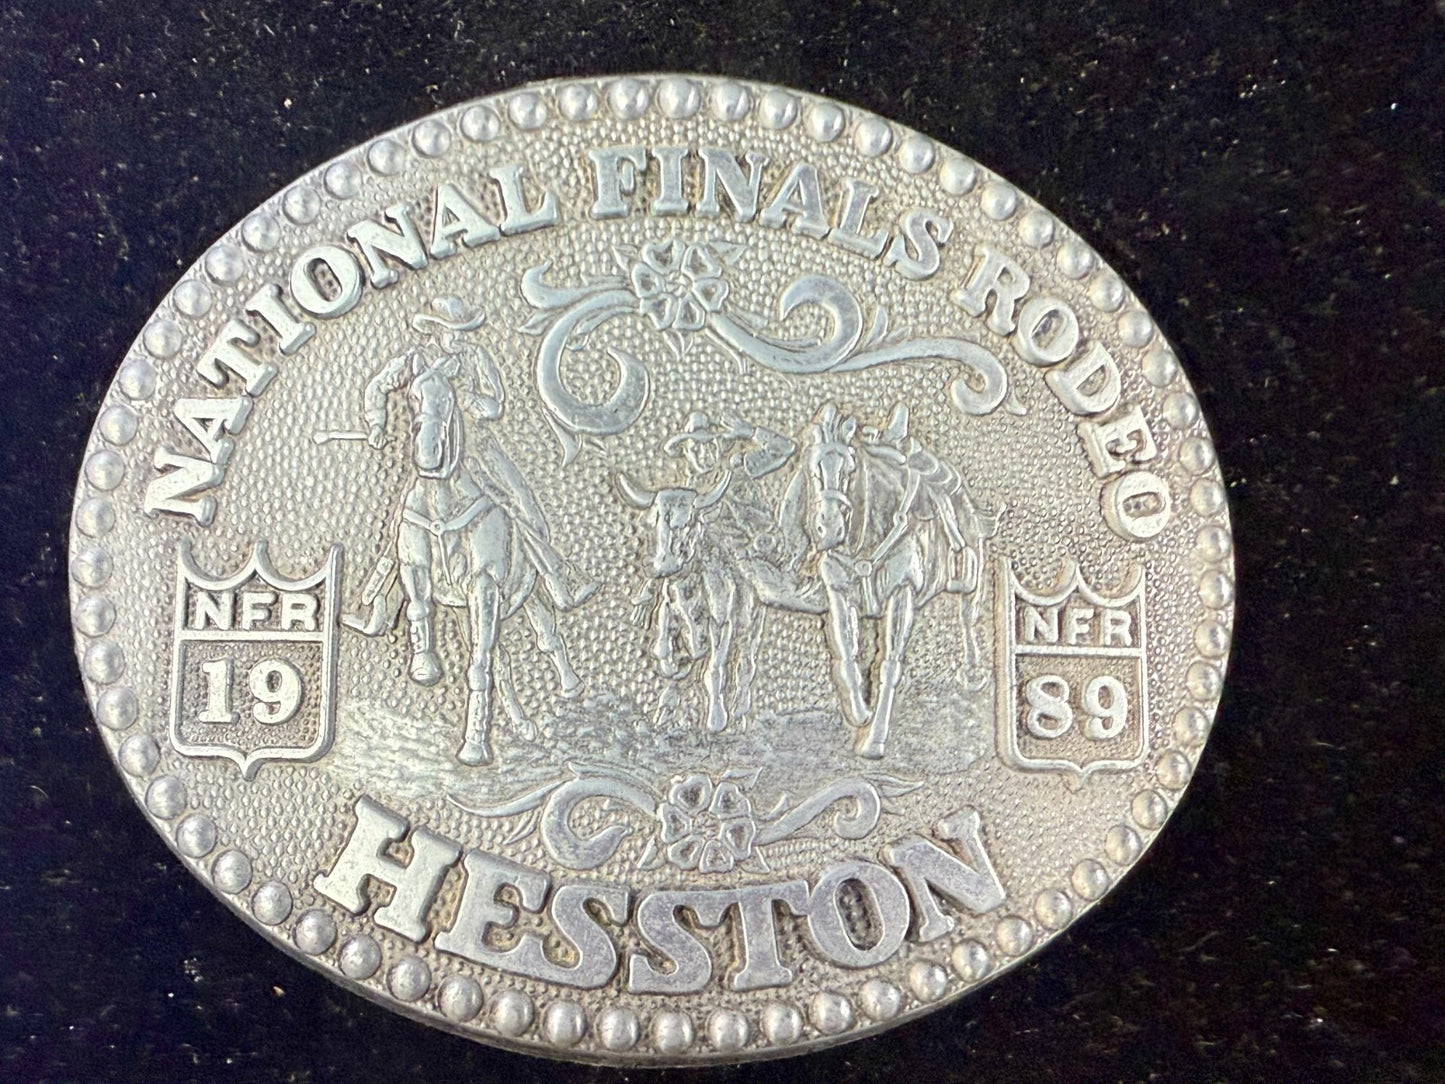 NATIONAL FINALS RODEO
NFR
19
NFR
89
HESSTON